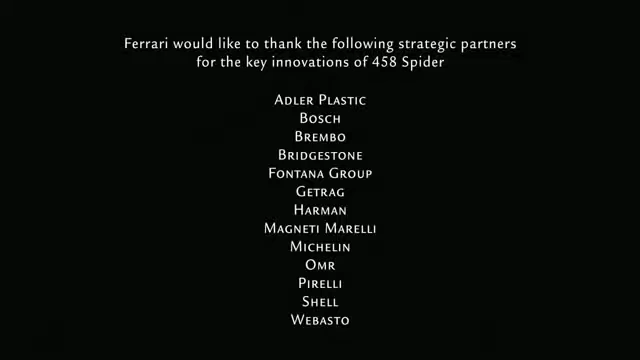 Ferrari would like to thank the following strategic partners
for the key innovations of 458 Spider
Adler Plastic
Bosch
Brembo
Bridgestone
Fontana Group
Getrag
Harman
Magneti Marelli
Michelin
Omr
Pirelli
Shell
Webasto